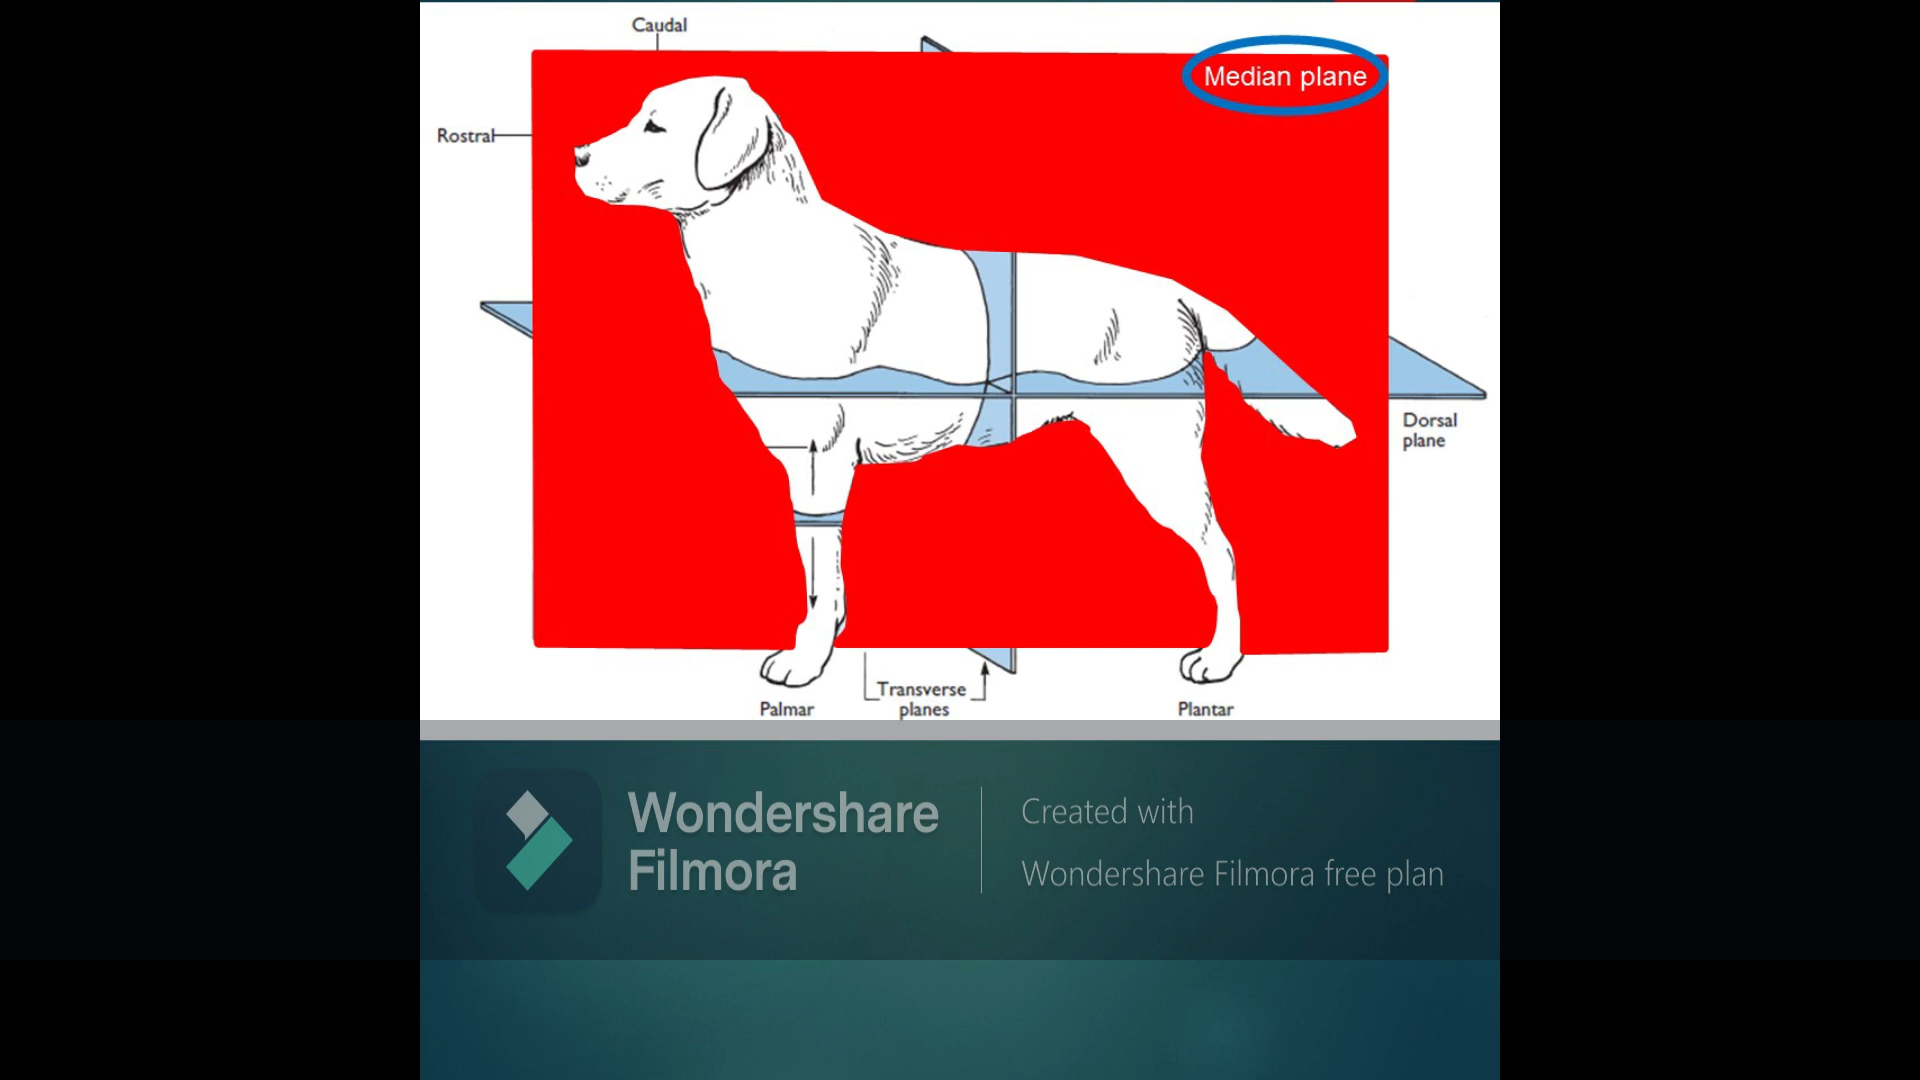 Caudal
Median plane
Rostral
Dorsal
plane
Transverse
planes
Palmar
Plantar
Wondershare
Filmora
Created with
Wondershare Filmora free plan